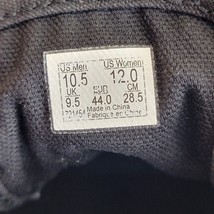 US Men US Women
10.5 12.0
UK EUR CM
9.5 44.0 28.5
721454
Made in China
Fabriqué en Chine